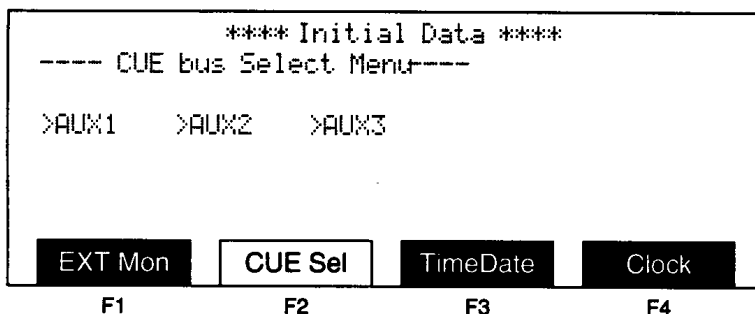 **** Initial Data ****
---- CUE bus Select Menu----
>AUX1 >AUX2 >AUX3
EXT Mon CUE Sel TimeDate Clock
F1 F2 F3 F4